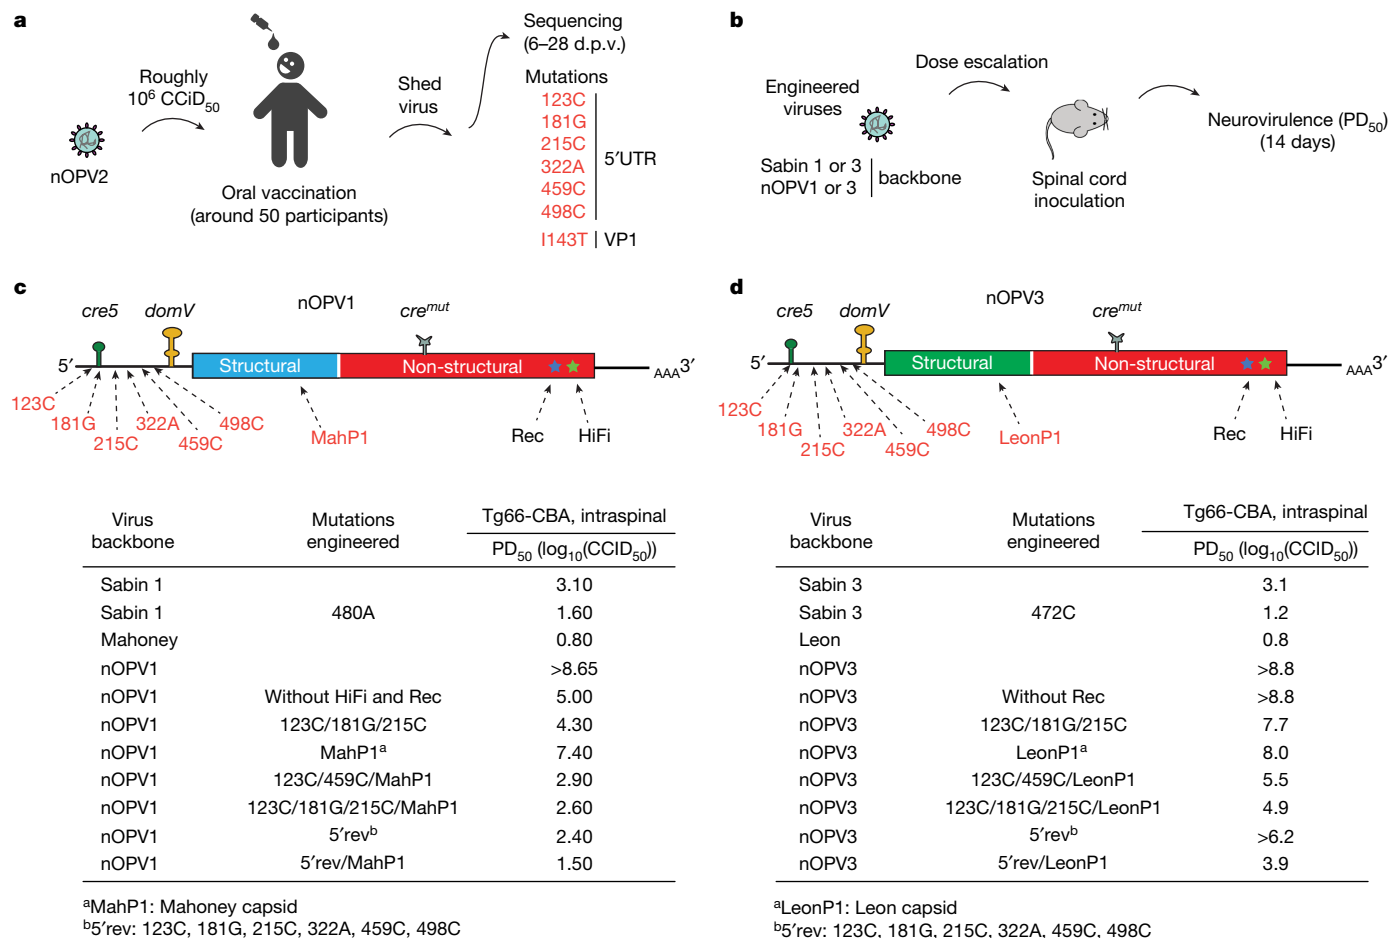 a
nOPV2
Roughly
10⁶ CCiD₅₀
Oral vaccination
(around 50 participants)
Shed
virus
Sequencing
(6–28 d.p.v.)
Mutations
123C
181G
215C
322A
459C
498C
5′UTR
I143T
VP1
b
Engineered
viruses
Sabin 1 or 3
nOPV1 or 3
backbone
Dose escalation
Spinal cord
inoculation
Neurovirulence (PD₅₀)
(14 days)
c
nOPV1
cre5
domV
cre^mut
5′
Structural
Non-structural
AAA3′
123C
181G
215C
322A
459C
498C
MahP1
Rec
HiFi
Virus
backbone
Mutations
engineered
Tg66-CBA, intraspinal
PD₅₀ (log₁₀(CCID₅₀))
Sabin 1 3.10
Sabin 1 480A 1.60
Mahoney 0.80
nOPV1 >8.65
nOPV1 Without HiFi and Rec 5.00
nOPV1 123C/181G/215C 4.30
nOPV1 MahP1ᵃ 7.40
nOPV1 123C/459C/MahP1 2.90
nOPV1 123C/181G/215C/MahP1 2.60
nOPV1 5′revᵇ 2.40
nOPV1 5′rev/MahP1 1.50
ᵃMahP1: Mahoney capsid
ᵇ5′rev: 123C, 181G, 215C, 322A, 459C, 498C
d
nOPV3
cre5
domV
cre^mut
5′
Structural
Non-structural
AAA3′
123C
181G
215C
322A
459C
498C
LeonP1
Rec
HiFi
Virus
backbone
Mutations
engineered
Tg66-CBA, intraspinal
PD₅₀ (log₁₀(CCID₅₀))
Sabin 3 3.1
Sabin 3 472C 1.2
Leon 0.8
nOPV3 >8.8
nOPV3 Without Rec >8.8
nOPV3 123C/181G/215C 7.7
nOPV3 LeonP1ᵃ 8.0
nOPV3 123C/459C/LeonP1 5.5
nOPV3 123C/181G/215C/LeonP1 4.9
nOPV3 5′revᵇ >6.2
nOPV3 5′rev/LeonP1 3.9
ᵃLeonP1: Leon capsid
ᵇ5′rev: 123C, 181G, 215C, 322A, 459C, 498C